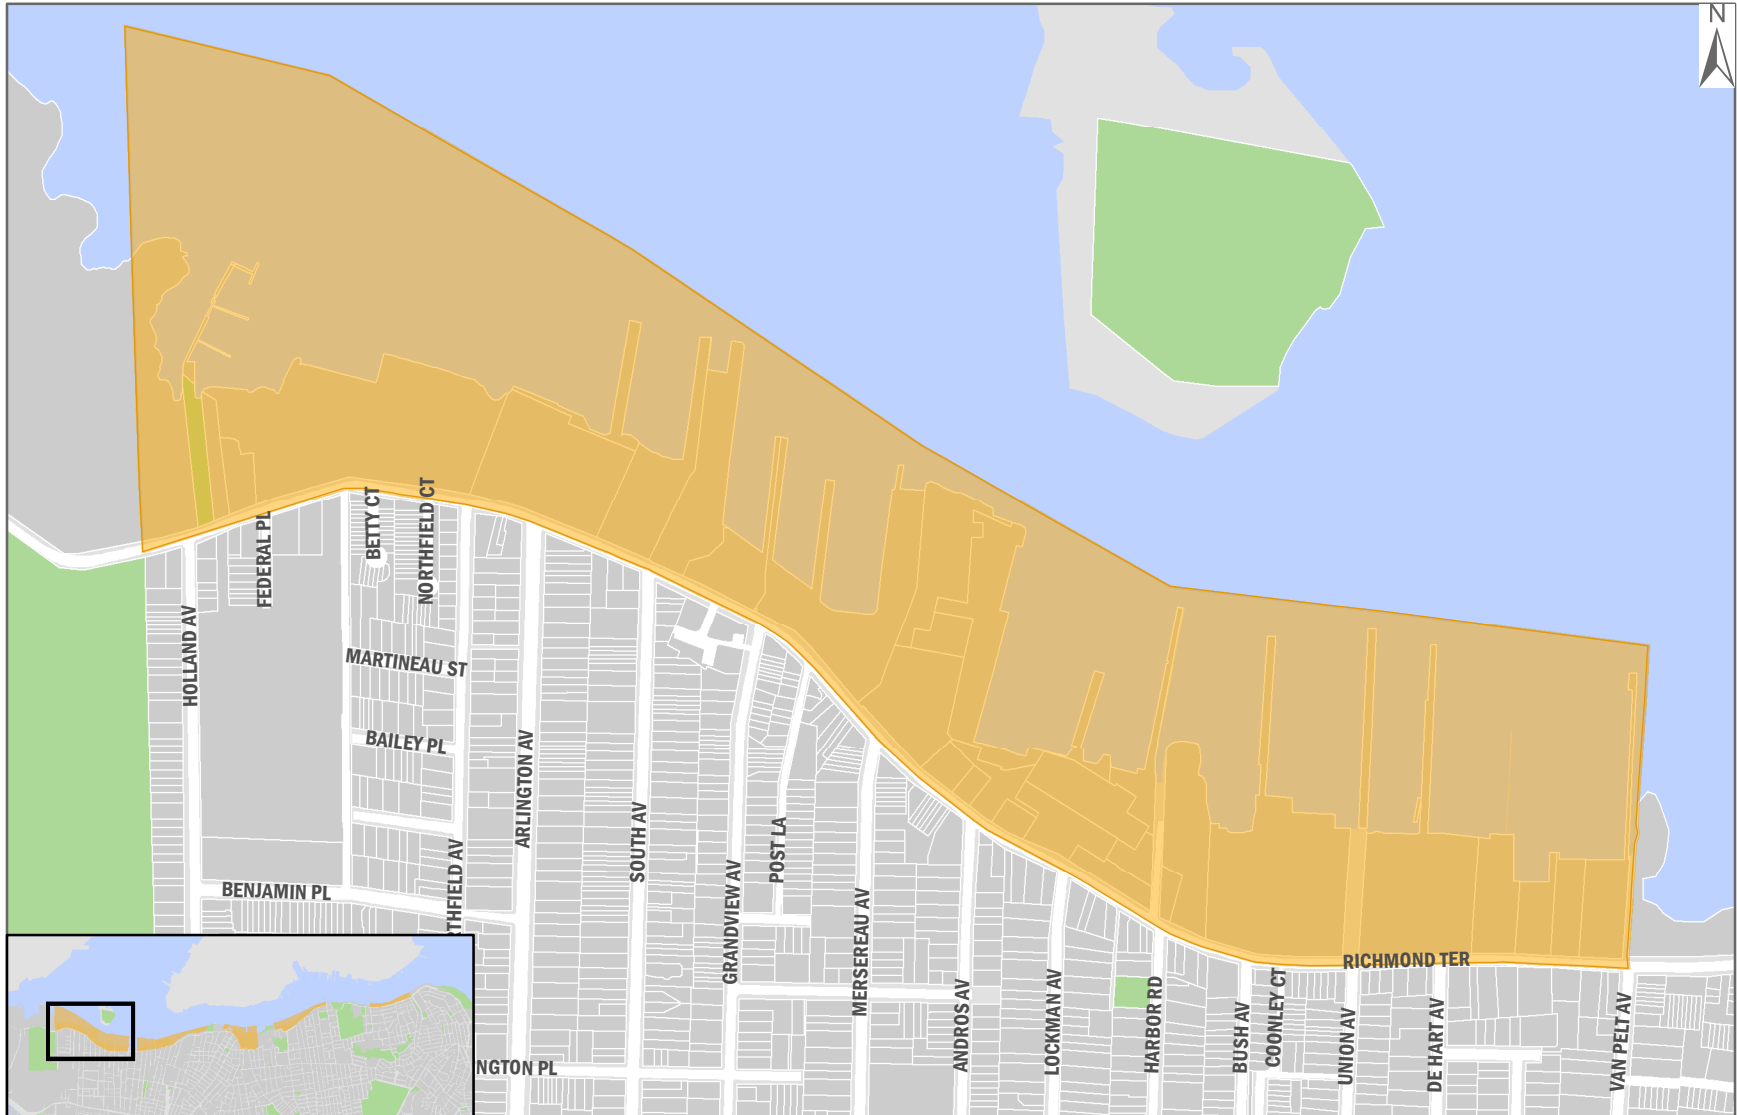 N
BETTY CT
NORTHFIELD CT
FEDERAL PL
HOLLAND AV
MARTINEAU ST
BAILEY PL
ARLINGTON AV
SOUTH AV
POST LA
GRANDVIEW AV
BENJAMIN PL
RTHFIELD AV
MERSEREAU AV
RICHMOND TER
ANDROS AV
LOCKMAN AV
HARBOR RD
BUSH AV
COONLEY CT
UNION AV
DE HART AV
VAN PELT AV
NGTON PL